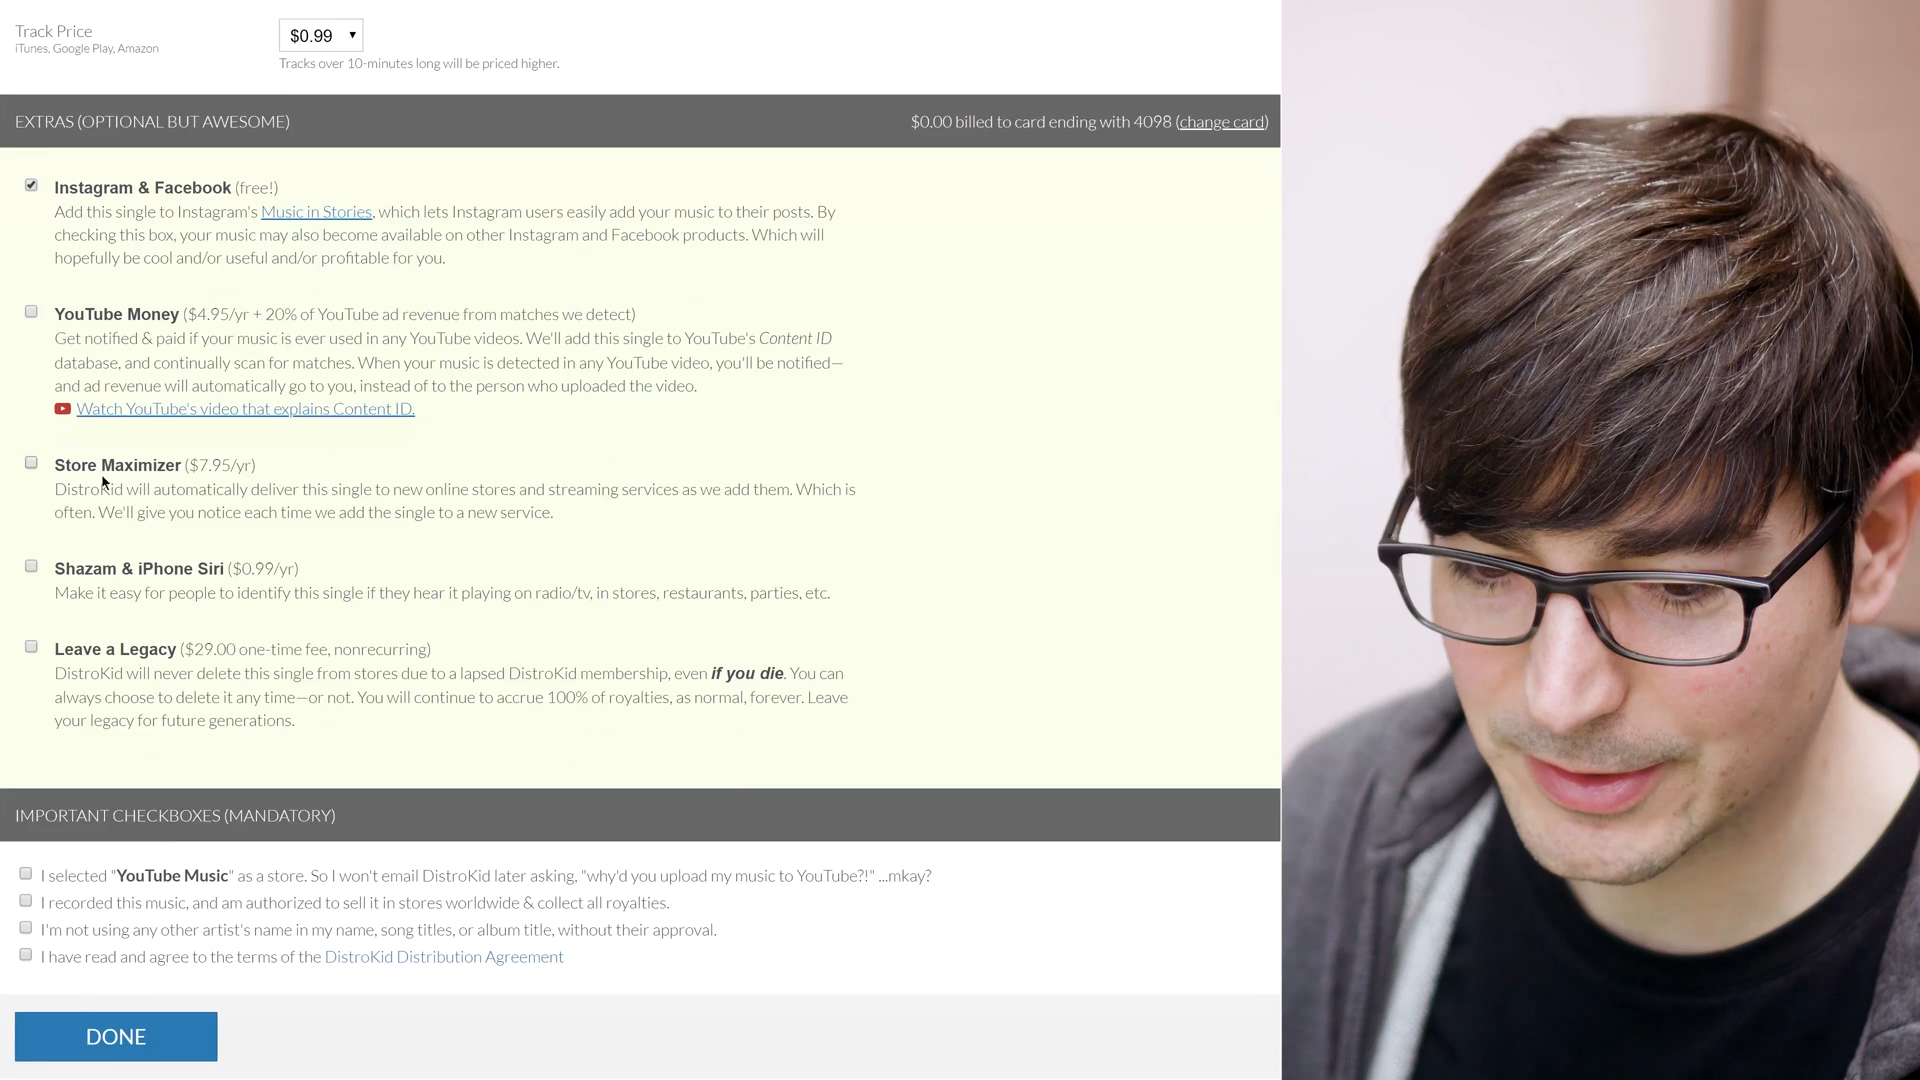 Track Price
iTunes, Google Play, Amazon
$0.99
Tracks over 10-minutes long will be priced higher.
EXTRAS (OPTIONAL BUT AWESOME)
$0.00 billed to card ending with 4098 (change card)
Instagram & Facebook (free!)
Add this single to Instagram's Music in Stories, which lets Instagram users easily add your music to their posts. By
checking this box, your music may also become available on other Instagram and Facebook products. Which will
hopefully be cool and/or useful and/or profitable for you.
YouTube Money ($4.95/yr + 20% of YouTube ad revenue from matches we detect)
Get notified & paid if your music is ever used in any YouTube videos. We'll add this single to YouTube's Content ID
database, and continually scan for matches. When your music is detected in any YouTube video, you'll be notified—
and ad revenue will automatically go to you, instead of to the person who uploaded the video.
Watch YouTube's video that explains Content ID.
Store Maximizer ($7.95/yr)
DistroKid will automatically deliver this single to new online stores and streaming services as we add them. Which is
often. We'll give you notice each time we add the single to a new service.
Shazam & iPhone Siri ($0.99/yr)
Make it easy for people to identify this single if they hear it playing on radio/tv, in stores, restaurants, parties, etc.
Leave a Legacy ($29.00 one-time fee, nonrecurring)
DistroKid will never delete this single from stores due to a lapsed DistroKid membership, even if you die. You can
always choose to delete it any time—or not. You will continue to accrue 100% of royalties, as normal, forever. Leave
your legacy for future generations.
IMPORTANT CHECKBOXES (MANDATORY)
I selected "YouTube Music" as a store. So I won't email DistroKid later asking, "why'd you upload my music to YouTube?!" ...mkay?
I recorded this music, and am authorized to sell it in stores worldwide & collect all royalties.
I'm not using any other artist's name in my name, song titles, or album title, without their approval.
I have read and agree to the terms of the DistroKid Distribution Agreement
DONE